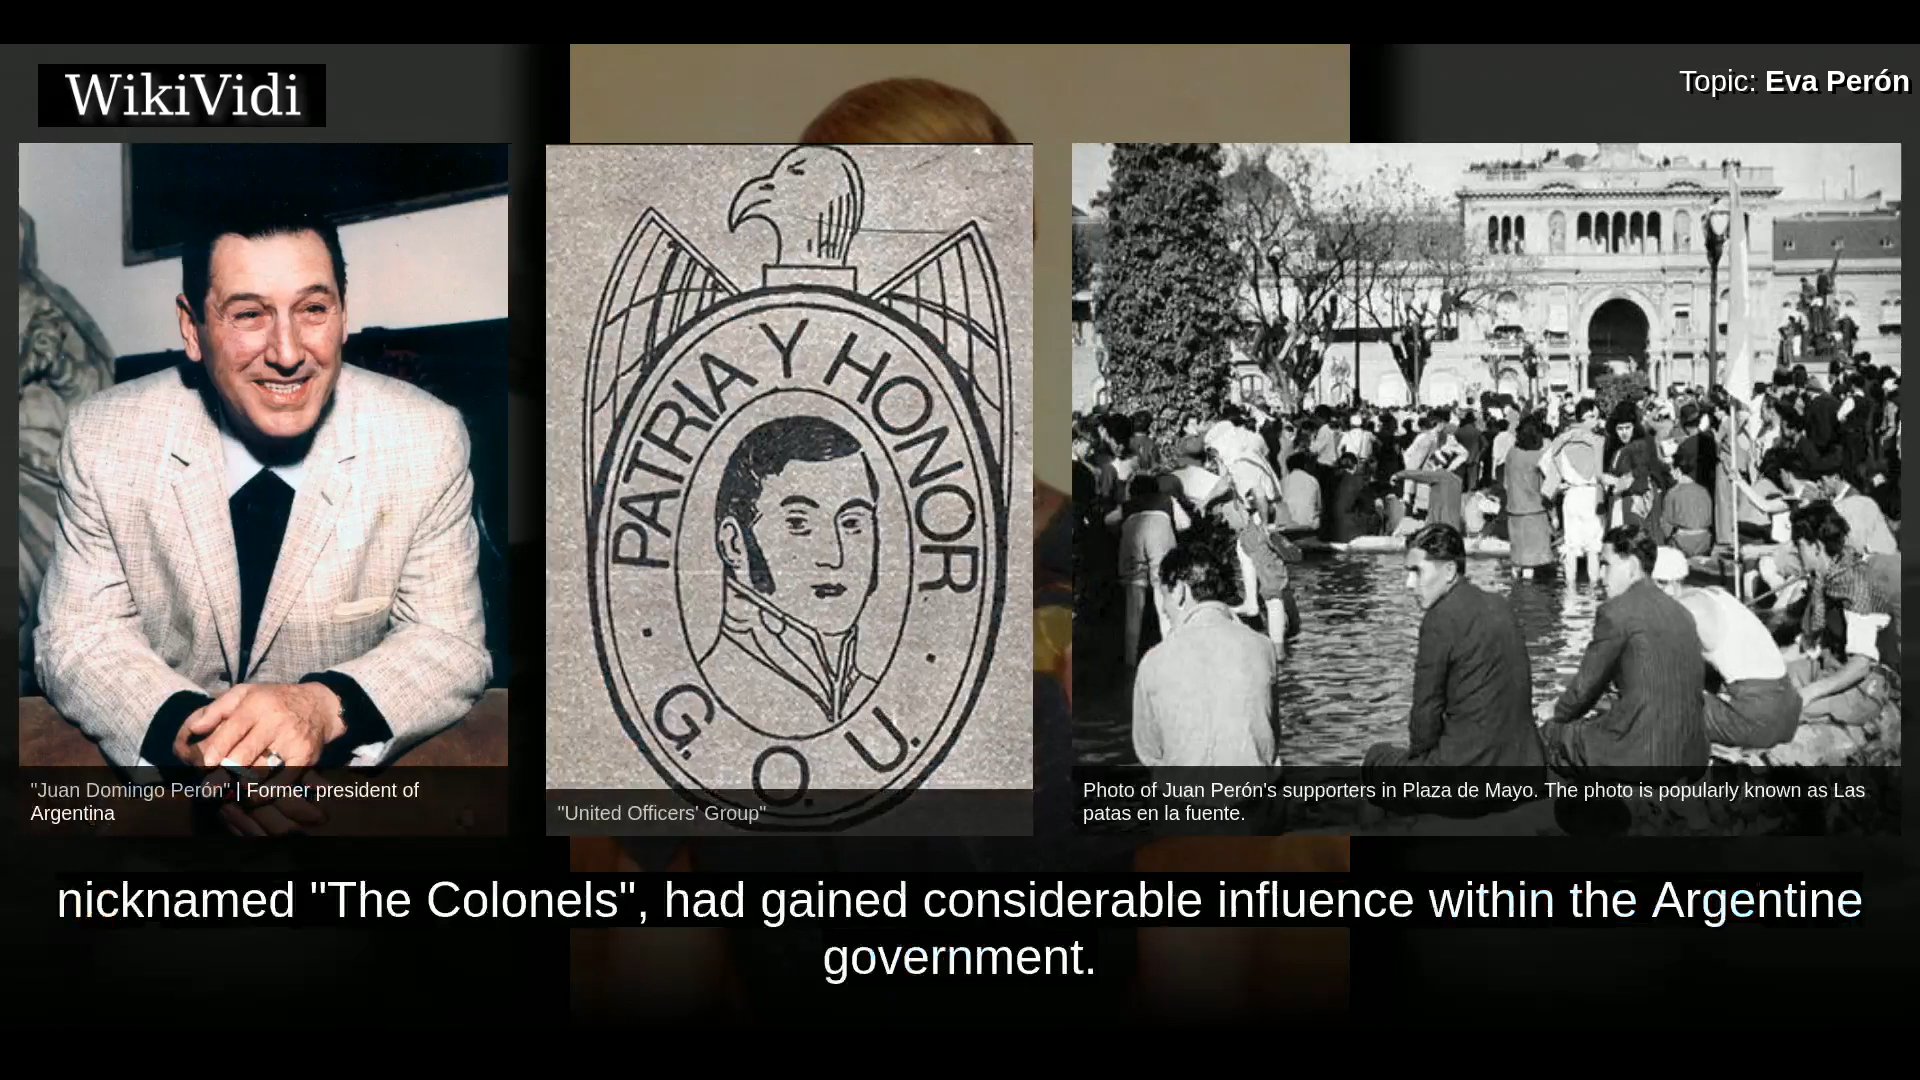 WikiVidi
Topic: Eva Perón
PATRIA Y HONOR
G. O. U.
"Juan Domingo Perón" | Former president of
Argentina
"United Officers' Group"
Photo of Juan Perón's supporters in Plaza de Mayo. The photo is popularly known as Las
patas en la fuente.
nicknamed "The Colonels", had gained considerable influence within the Argentine
government.